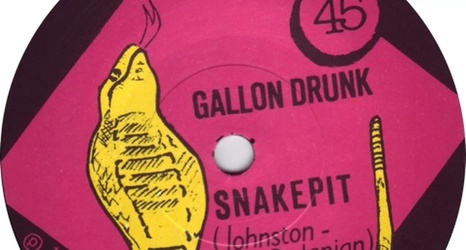 45
GALLON DRUNK
SNAKEPIT
(Johnston -
℗